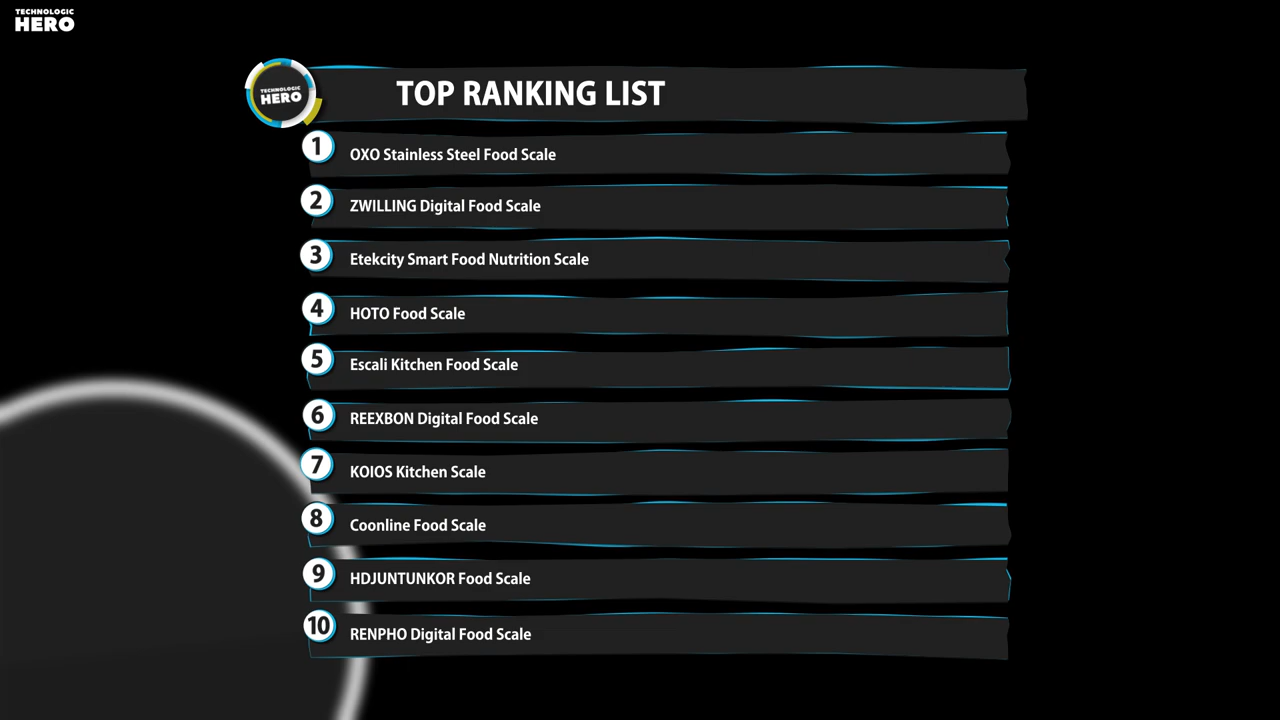 TECHNOLOGIC
HERO
TECHNOLOGIC
HERO
TOP RANKING LIST
1 OXO Stainless Steel Food Scale
2 ZWILLING Digital Food Scale
3 Etekcity Smart Food Nutrition Scale
4 HOTO Food Scale
5 Escali Kitchen Food Scale
6 REEXBON Digital Food Scale
7 KOIOS Kitchen Scale
8 Coonline Food Scale
9 HDJUNTUNKOR Food Scale
10 RENPHO Digital Food Scale